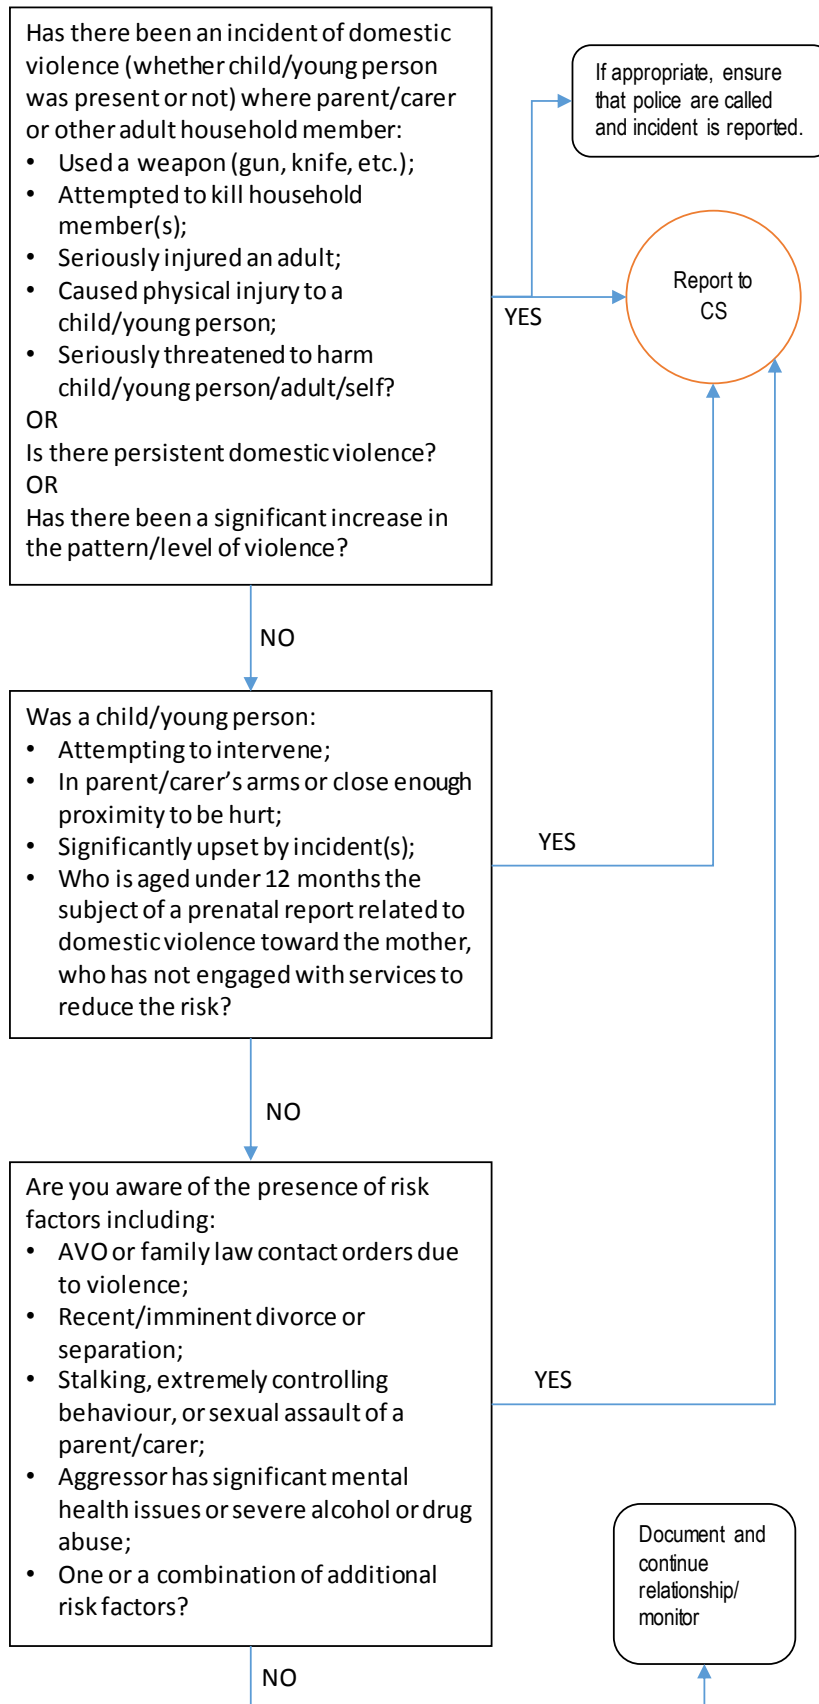 Has there been an incident of domestic
violence (whether child/young person
was present or not) where parent/carer
or other adult household member:
• Used a weapon (gun, knife, etc.);
• Attempted to kill household
member(s);
• Seriously injured an adult;
• Caused physical injury to a
child/young person;
• Seriously threatened to harm
child/young person/adult/self?
OR
Is there persistent domestic violence?
OR
Has there been a significant increase in
the pattern/level of violence?
If appropriate, ensure
that police are called
and incident is reported.
YES
Report to
CS
NO
Was a child/young person:
• Attempting to intervene;
• In parent/carer's arms or close enough
proximity to be hurt;
• Significantly upset by incident(s);
• Who is aged under 12 months the
subject of a prenatal report related to
domestic violence toward the mother,
who has not engaged with services to
reduce the risk?
YES
NO
Are you aware of the presence of risk
factors including:
• AVO or family law contact orders due
to violence;
• Recent/imminent divorce or
separation;
• Stalking, extremely controlling
behaviour, or sexual assault of a
parent/carer;
• Aggressor has significant mental
health issues or severe alcohol or drug
abuse;
• One or a combination of additional
risk factors?
YES
Document and
continue
relationship/
monitor
NO